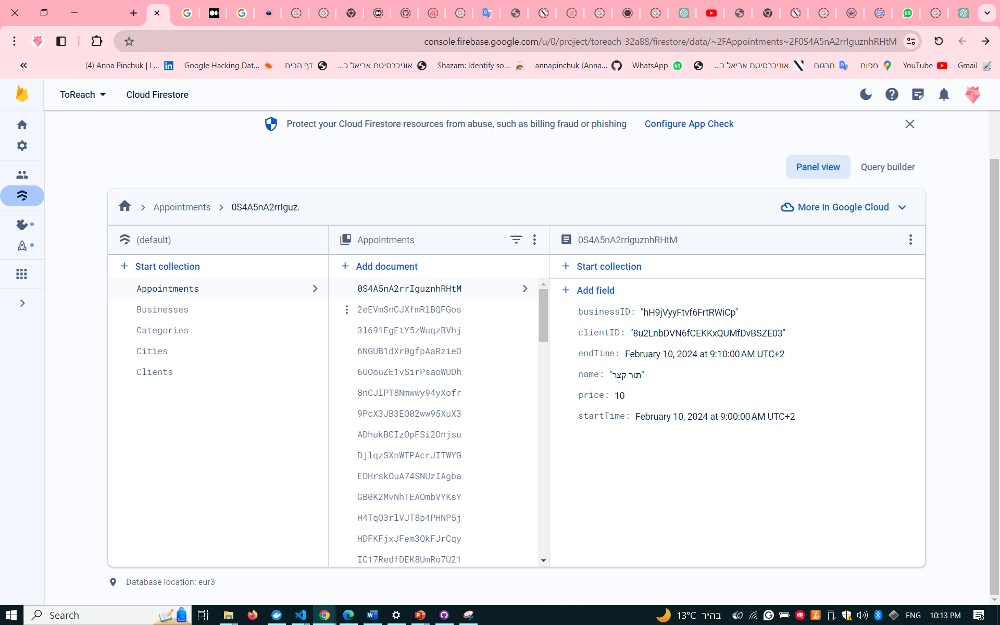 console.firebase.google.com/u/0/project/toreach-32a88/firestore/data/~2FAppointments~2F0S4A5nA2rrIguznhRHtM
(4) Anna Pinchuk | L...
Google Hacking Dat...
דף הבית
אוניברסיטת אריאל ב...
Shazam: Identify so...
annapinchuk (Anna...
WhatsApp
אוניברסיטת אריאל ב...
תרגום
מפות
YouTube
Gmail
ToReach
Cloud Firestore
Protect your Cloud Firestore resources from abuse, such as billing fraud or phishing
Configure App Check
Panel view
Query builder
Appointments
0S4A5nA2rrIguz.
More in Google Cloud
(default)
Start collection
Appointments
Businesses
Categories
Cities
Clients
Appointments
Add document
0S4A5nA2rrIguznhRHtM
2eEVmSnCJXfmRlBQFGos
3l691EgEtY5zWuqzBVhj
6NGUB1dXr0gfpAaRzieO
6UOouZE1vSirPsaoWUDh
8nCJIPT8Nmwwy94yXofr
9PcX3JB3EO02ww95XuX3
ADhukBCIzOpFSi2Onjsu
DjlqzSXnWTPAcrJITWYG
EDHrskOuA74SNUzIAgba
GB0K2MvNhTEAOmbVYKsY
H4TqO3rlVJT8p4PHNP5j
HDFKFjxJFem3QkFJrCqy
IC17RedfDEK8UmRo7U21
0S4A5nA2rrIguznhRHtM
Start collection
Add field
businessID: "hH9jVyyFtvf6FrtRWiCp"
clientID: "8u2LnbDVN6fCEKKxQUMfDvBSZE03"
endTime: February 10, 2024 at 9:10:00 AM UTC+2
name: "תור קצר"
price: 10
startTime: February 10, 2024 at 9:00:00 AM UTC+2
Database location: eur3
Search
13°C בהיר
ENG
10:13 PM